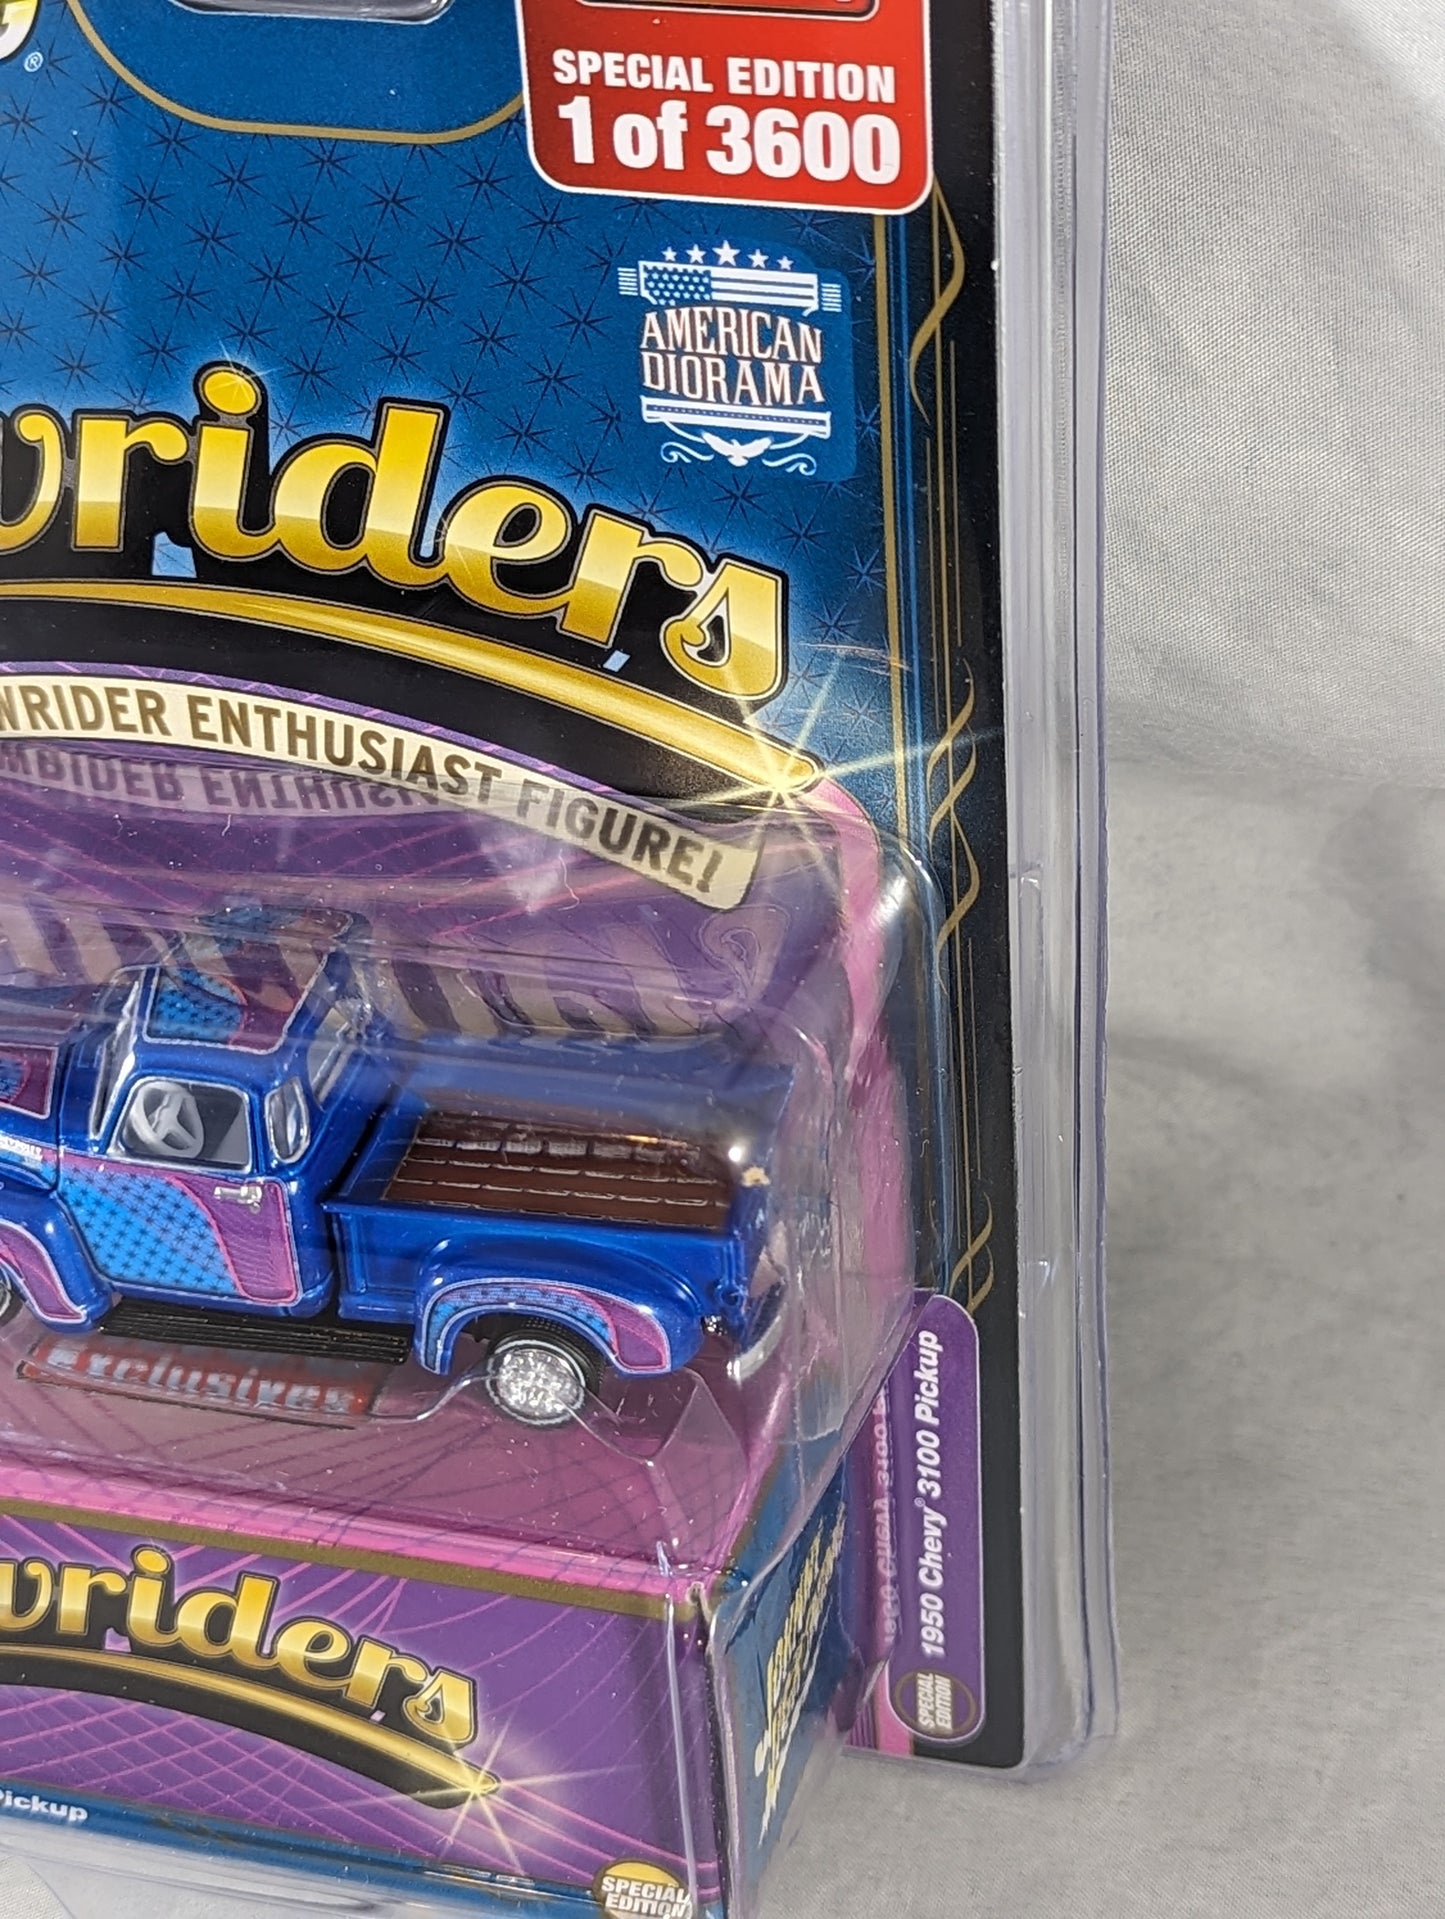 ®
SPECIAL EDITION
1 of 3600
AMERICAN
DIORAMA
wriders
WRIDER ENTHUSIAST FIGURE!
Exclusives
1950 Chevy® 3100 Pickup
SPECIAL
EDITION
wriders
Pickup
SPECIAL
EDITION